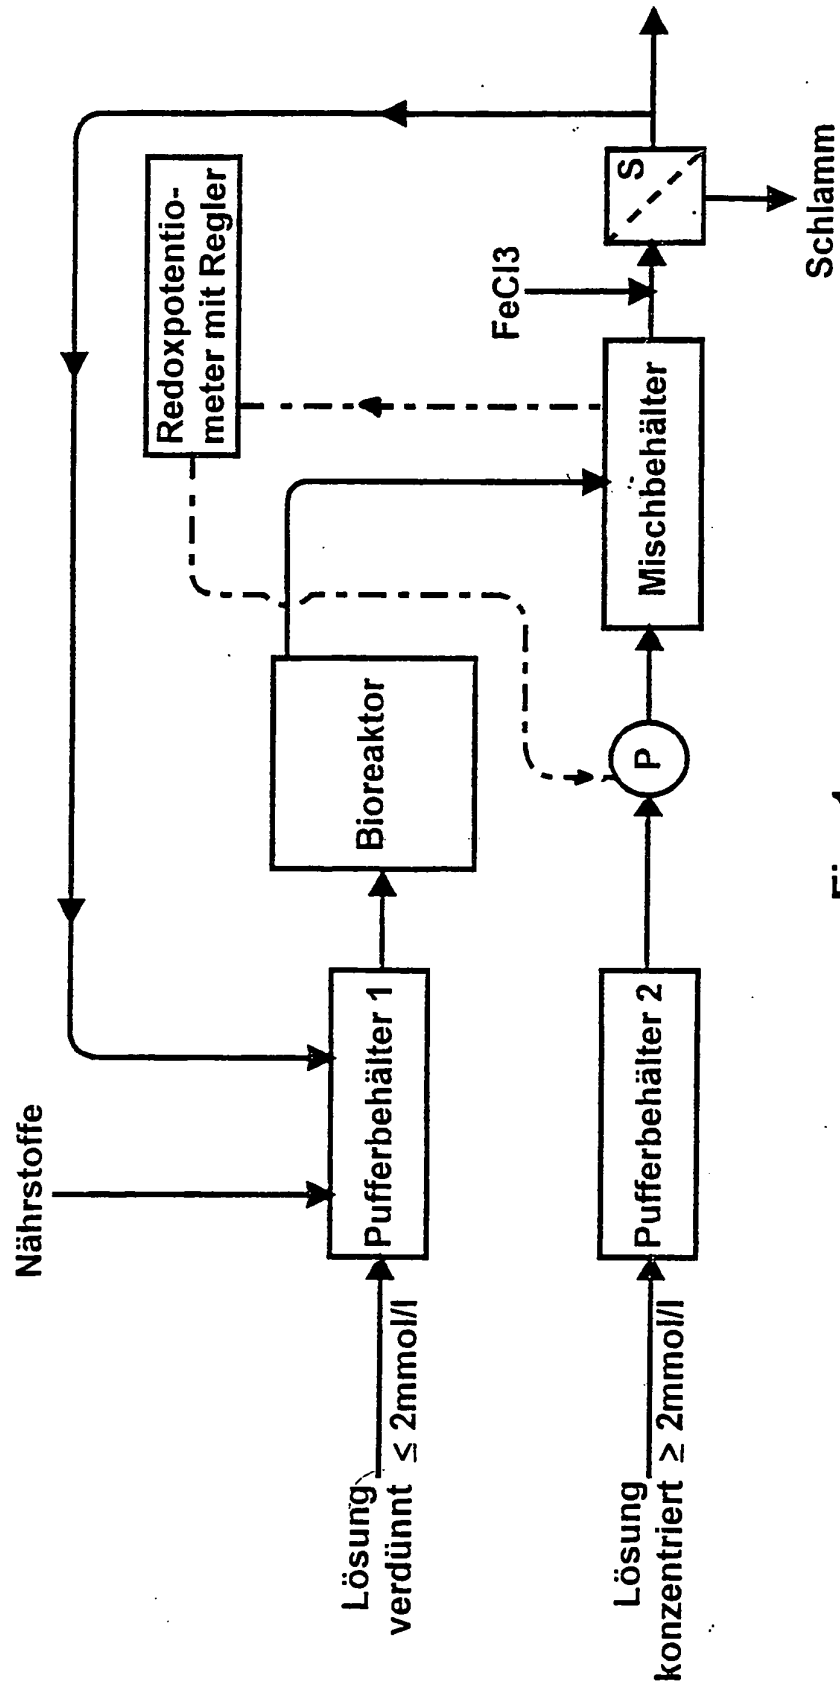 Nährstoffe
Lösung
verdünnt ≤ 2mmol/l
Pufferbehälter 1
Bioreaktor
Redoxpotentio-
meter mit Regler
Lösung
konzentriert ≥ 2mmol/l
Pufferbehälter 2
P
Mischbehälter
FeCl3
S
Schlamm